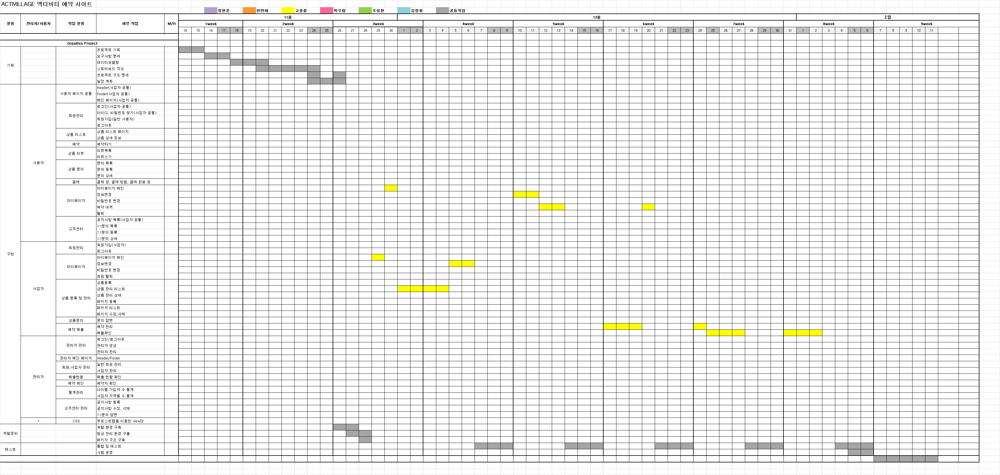 ACTIVILLAGE 액티비티 예약 사이트
정현준 한만제 고종륜 박우람 조성환 김정휘 공동작업
분류 관리자/사용자 작업 분류 세부 작업 M/H
11월 12월 1월
1week 2week 3week 4week 5week 6week 7week 8week 9week
14 15 16 17 18 19 20 21 22 23 24 25 26 27 28 29 30 1 2 3 4 5 6 7 8 9 10 11 12 13 14 15 16 17 18 19 20 21 22 23 24 25 26 27 28 29 30 31 1 2 3 4 5 6 7 8 9 10 11
GigaBox Project
기획
프로젝트 기획
요구사항 명세
데이터모델링
스토리보드 작성
프로젝트 구조 명세
일정 계획
구현
사용자
사용자 페이지 공통
Header(사업자 공통)
Footer(사업자 공통)
메인 페이지(사업자 공통)
회원관리
로그인(사업자 공통)
아이디, 비밀번호 찾기(사업자 공통)
회원가입(일반 사용자)
로그아웃
상품 리스트
상품 리스트 페이지
상품 상세 정보
예약
예약하기
상품 리뷰
리뷰목록
리뷰쓰기
상품 문의
문의 목록
문의 등록
문의 상세
결제
결제 창, 결제 방법, 결제 완료 창
마이페이지
마이페이지 메인
정보변경
비밀번호 변경
예약 내역
탈퇴
고객센터
공지사항 목록(사업자 공통)
1:1문의 목록
1:1문의 등록
1:1문의 상세
사업자
회원관리
회원가입(사업자)
로그아웃
마이페이지
마이페이지 메인
정보변경
비밀번호 변경
회원 탈퇴
상품 등록 및 관리
상품등록
상품 관리 리스트
상품 관리 상세
패키지 등록
패키지 리스트
패키지 수정,삭제
상품문의
문의 답변
예약 매출
예약 관리
매출확인
관리자
관리자 관리
로그인/로그아웃
관리자 생성
관리자 관리
관리자 메인 페이지
Header/Footer
회원,사업자 관리
일반 회원 관리
사업자 관리
매출현황
매출 현황 확인
예약 확인
예약자 확인
통계관리
나이별 가입자 수 통계
사업자 지역별 수 통계
고객센터 관리
공지사항 등록
공지사항 수정, 삭제
1:1문의 답변
+
CSS
부트스트랩을 이용한 view단
개발준비
개발 환경 구축
형상 관리 환경 구출
패키지 구조 구축
테스트
통합 및 테스트
시범 운영